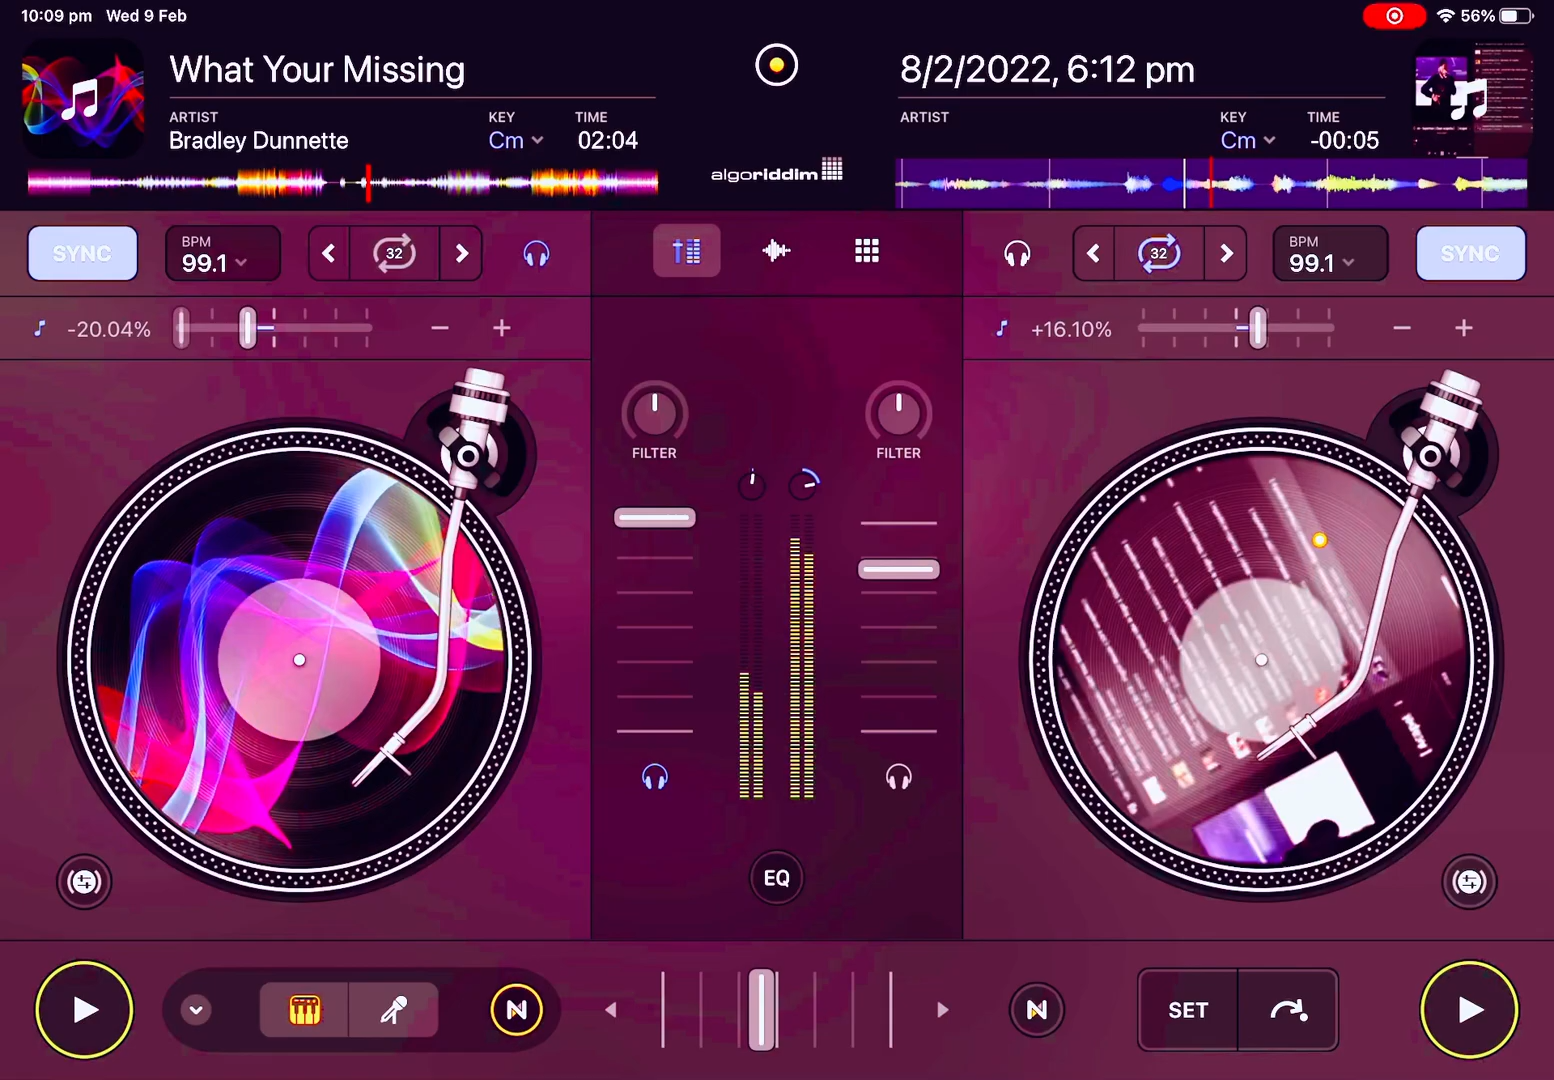 10:09 pm Wed 9 Feb 56%
What Your Missing
ARTIST KEY TIME
Bradley Dunnette Cm 02:04
8/2/2022, 6:12 pm
ARTIST KEY TIME
Cm -00:05
algoriddim
SYNC BPM 99.1 32
32 BPM 99.1 SYNC
-20.04% − +
+16.10% − +
FILTER FILTER
EQ
SET